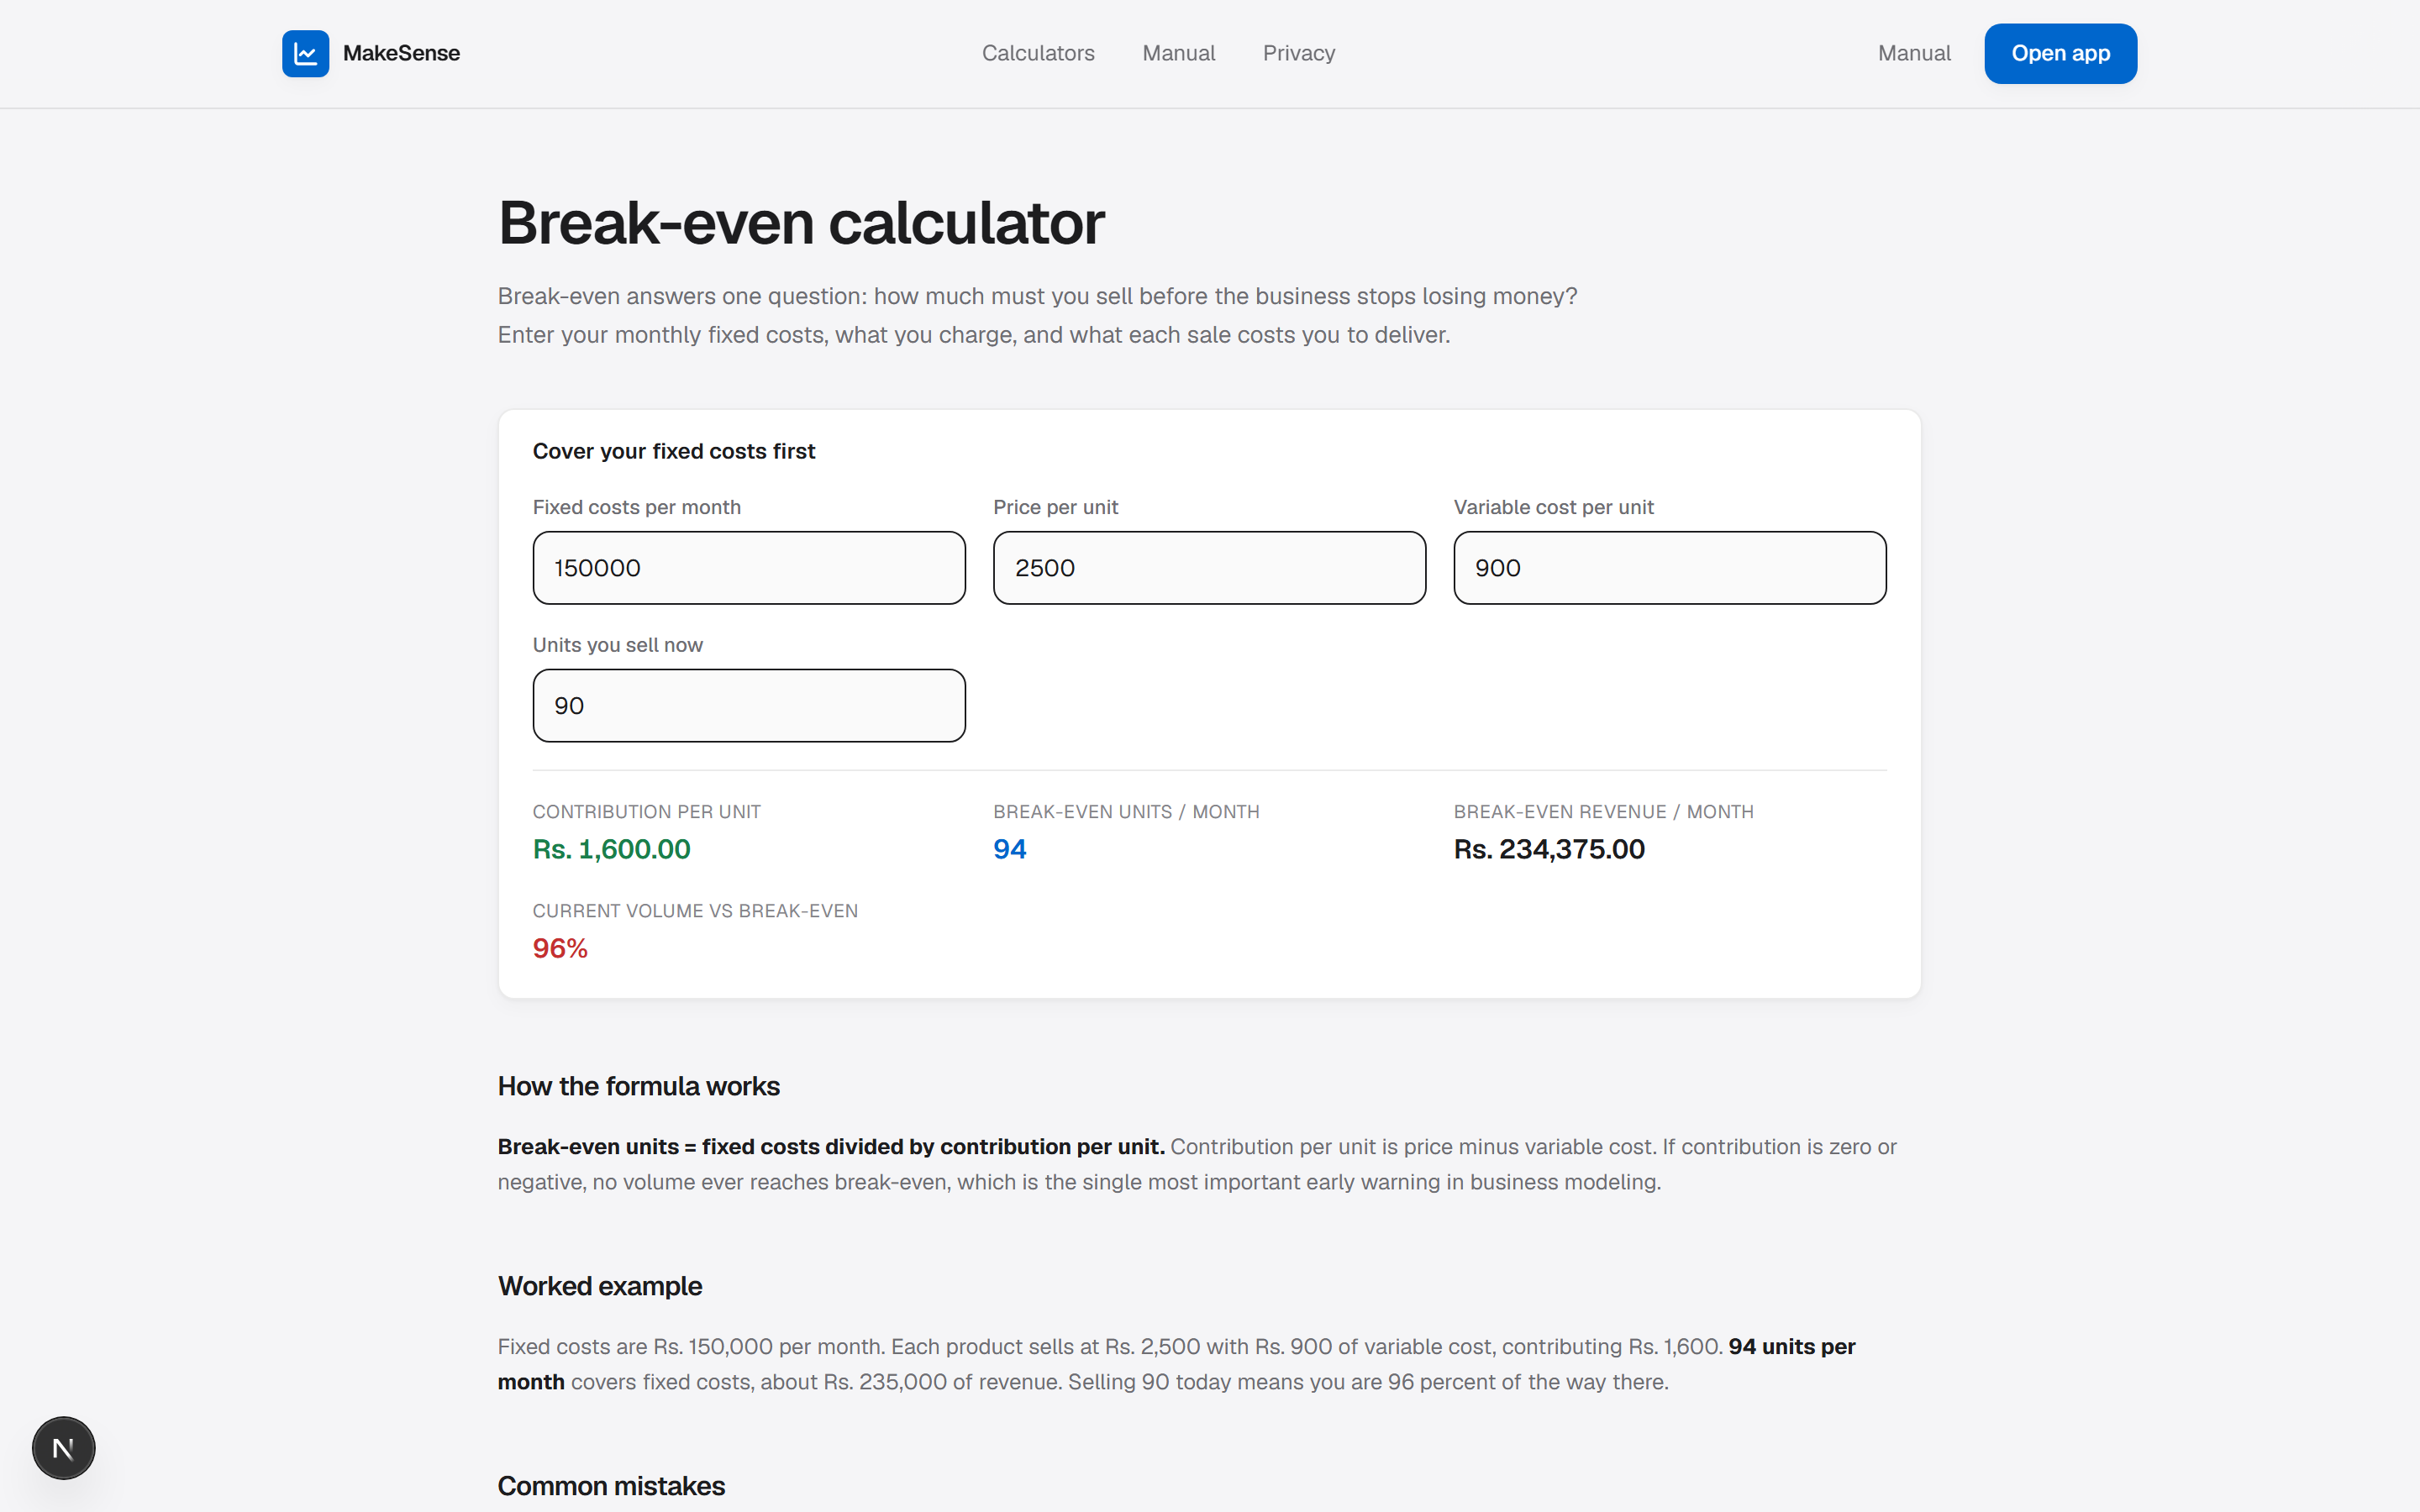 MakeSense
Calculators
Manual
Privacy
Manual
Open app
Break-even calculator
Break-even answers one question: how much must you sell before the business stops losing money?
Enter your monthly fixed costs, what you charge, and what each sale costs you to deliver.
Cover your fixed costs first
Fixed costs per month
Price per unit
Variable cost per unit
150000
2500
900
Units you sell now
90
CONTRIBUTION PER UNIT
BREAK-EVEN UNITS / MONTH
BREAK-EVEN REVENUE / MONTH
Rs. 1,600.00
94
Rs. 234,375.00
CURRENT VOLUME VS BREAK-EVEN
96%
How the formula works
Break-even units = fixed costs divided by contribution per unit. Contribution per unit is price minus variable cost. If contribution is zero or
negative, no volume ever reaches break-even, which is the single most important early warning in business modeling.
Worked example
Fixed costs are Rs. 150,000 per month. Each product sells at Rs. 2,500 with Rs. 900 of variable cost, contributing Rs. 1,600. 94 units per
month covers fixed costs, about Rs. 235,000 of revenue. Selling 90 today means you are 96 percent of the way there.
N
Common mistakes